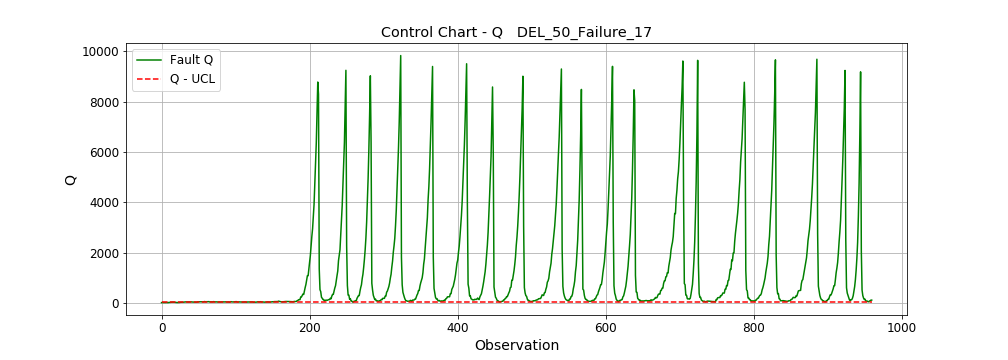 Control Chart - Q   DEL_50_Failure_17
Fault Q
Q - UCL
10000
8000
6000
4000
2000
0
Q
0 200 400 600 800 1000
Observation